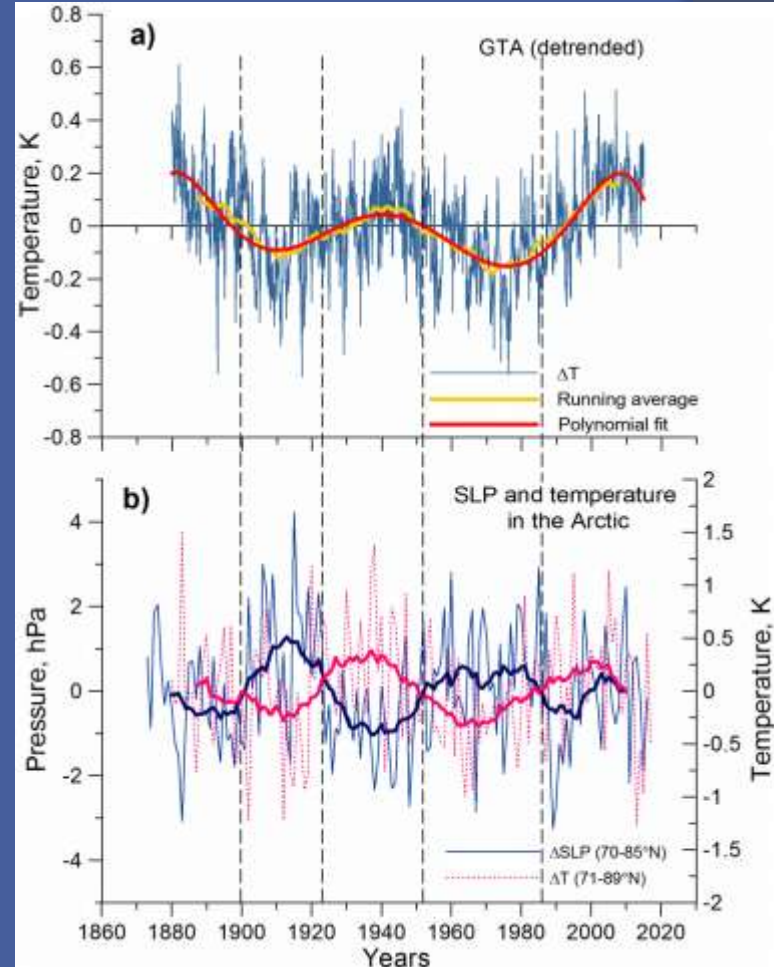 a)
GTA (detrended)
Temperature, K
0.8
0.6
0.4
0.2
0
-0.2
-0.4
-0.6
-0.8
ΔT
Running average
Polynomial fit
b)
SLP and temperature
in the Arctic
Pressure, hPa
4
2
0
-2
-4
2
1.5
1
0.5
0
-0.5
-1
-1.5
-2
Temperature, K
ΔSLP (70-85°N)
ΔT (71-89°N)
1860 1880 1900 1920 1940 1960 1980 2000 2020
Years